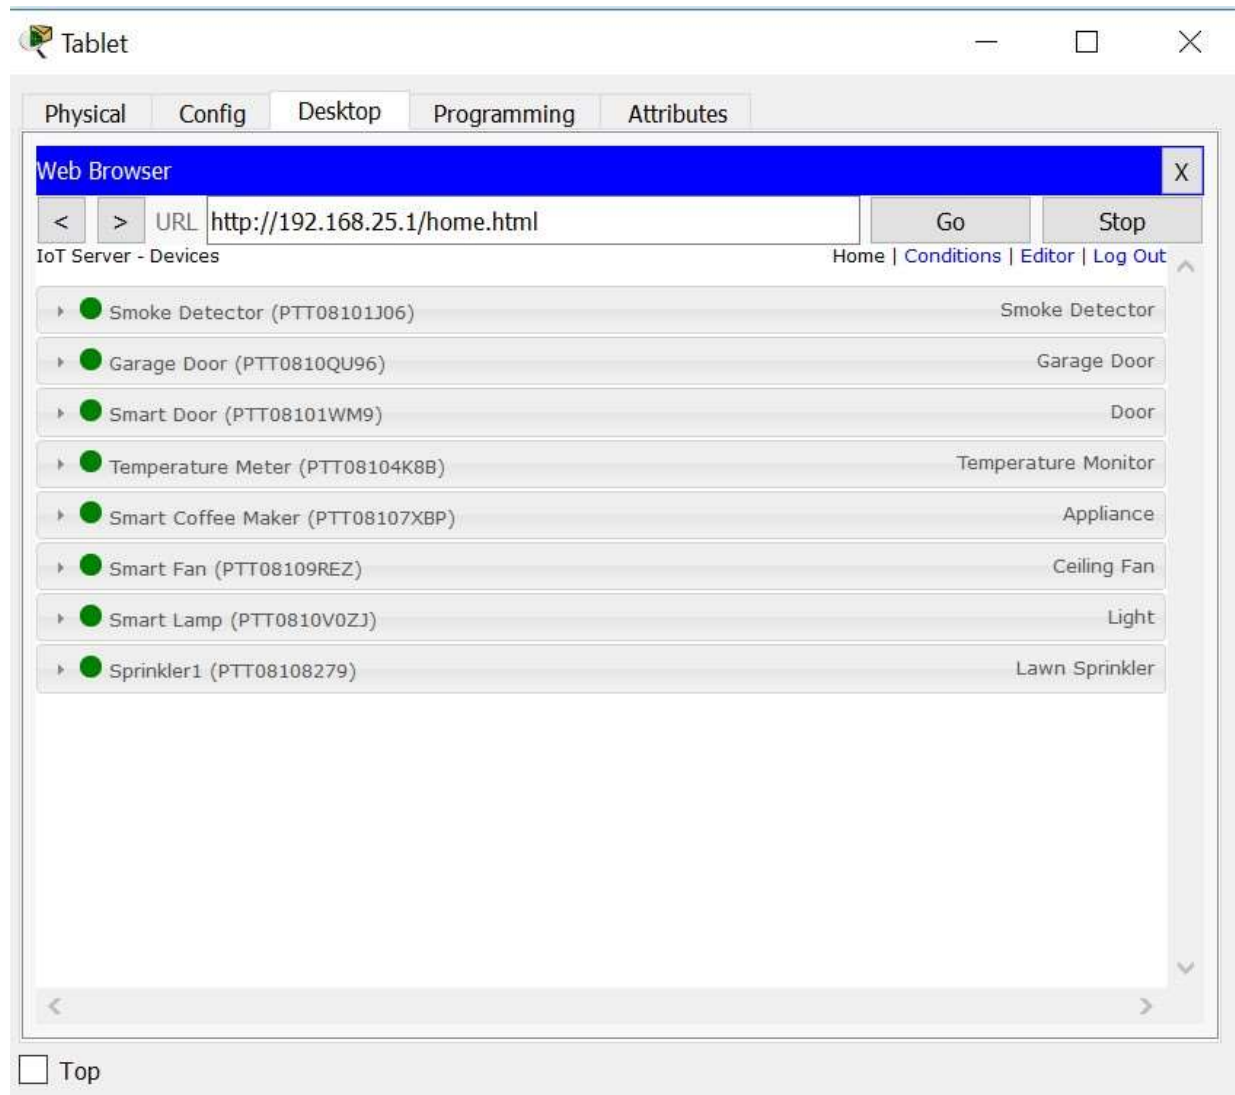 Tablet
Physical Config Desktop Programming Attributes
Web Browser X
< > URL http://192.168.25.1/home.html Go Stop
IoT Server - Devices Home | Conditions | Editor | Log Out
Smoke Detector (PTT08101J06) Smoke Detector
Garage Door (PTT0810QU96) Garage Door
Smart Door (PTT08101WM9) Door
Temperature Meter (PTT08104K8B) Temperature Monitor
Smart Coffee Maker (PTT08107XBP) Appliance
Smart Fan (PTT08109REZ) Ceiling Fan
Smart Lamp (PTT0810V0ZJ) Light
Sprinkler1 (PTT08108279) Lawn Sprinkler
Top